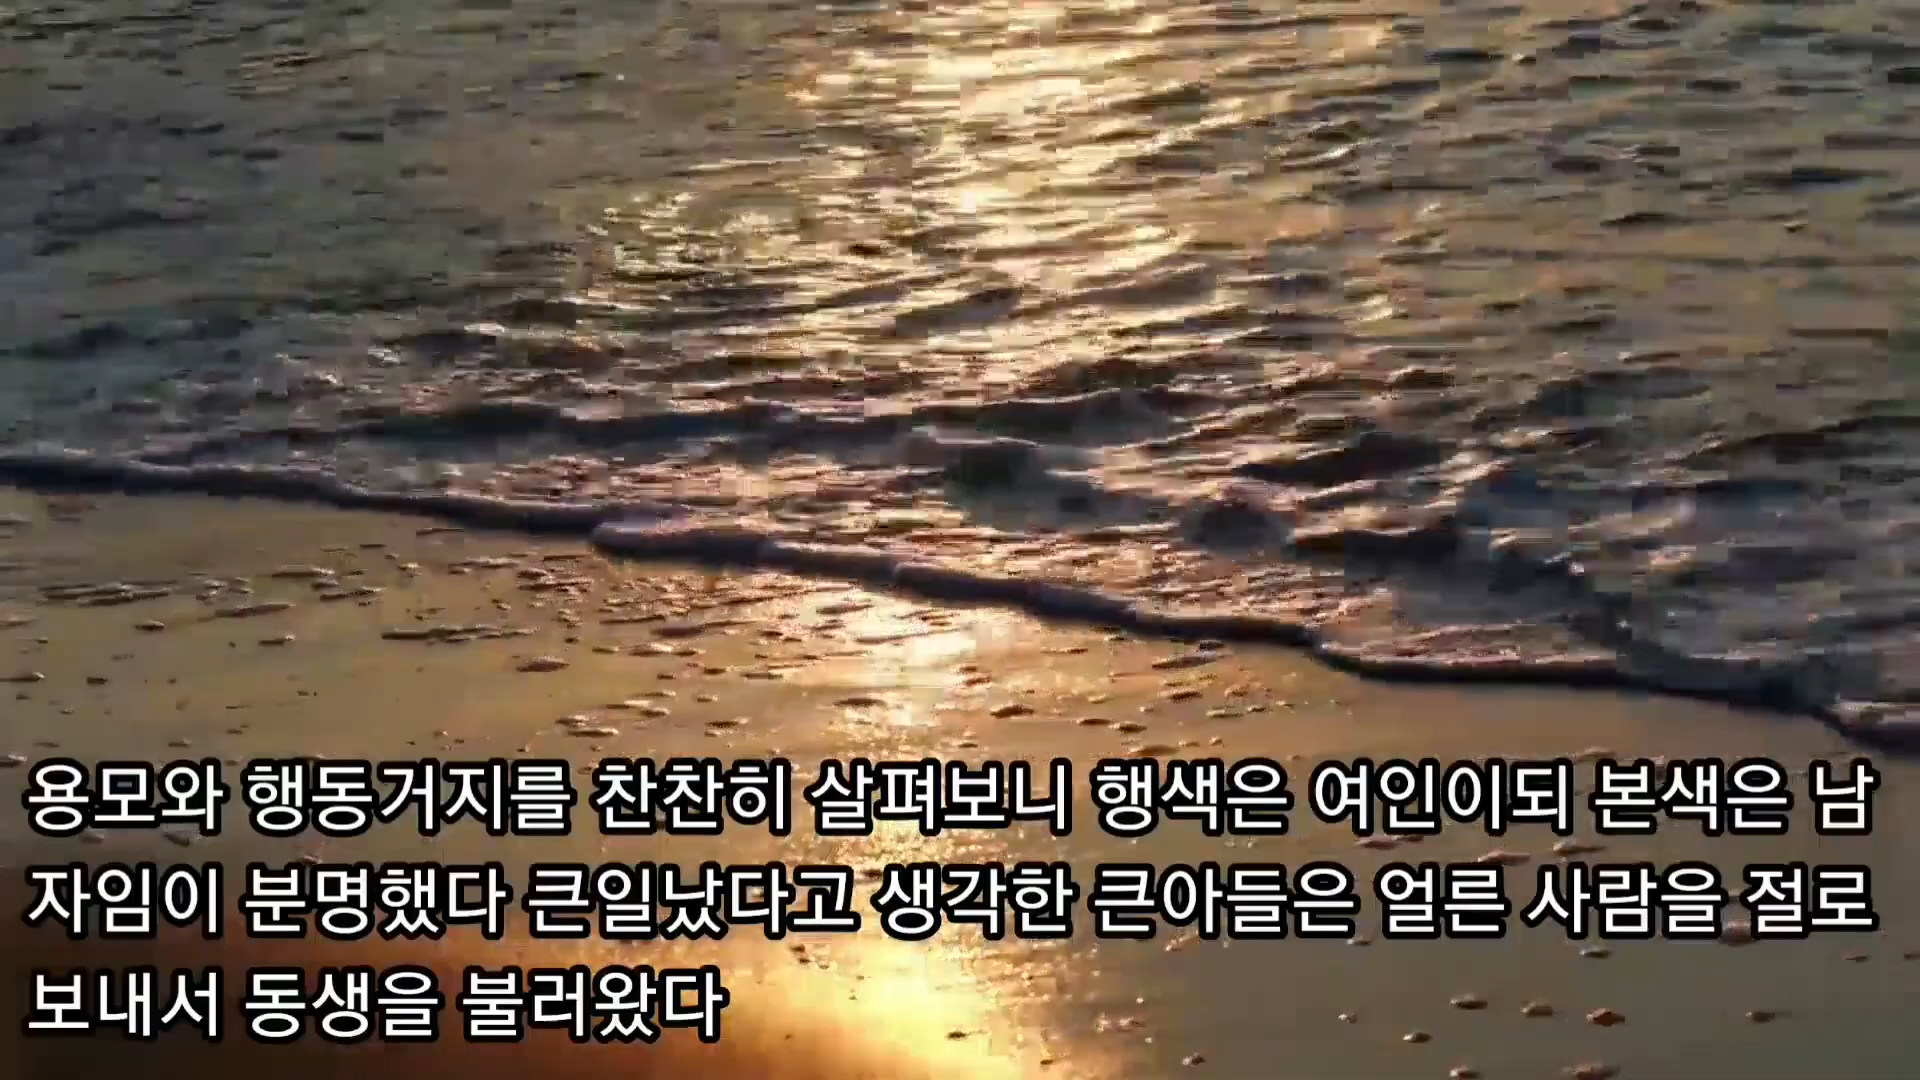 용모와 행동거지를 찬찬히 살펴보니 행색은 여인이되 본색은 남
자임이 분명했다 큰일났다고 생각한 큰아들은 얼른 사람을 절로
보내서 동생을 불러왔다